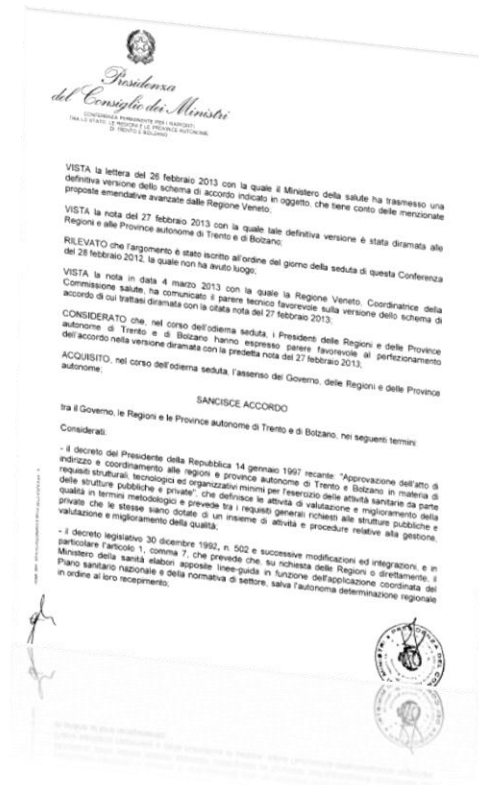 Presidenza
del Consiglio dei Ministri
CONFERENZA PERMANENTE PER I RAPPORTI
TRA LO STATO, LE REGIONI E LE PROVINCE AUTONOME
DI TRENTO E BOLZANO
VISTA la lettera del 26 febbraio 2013 con la quale il Ministero della salute ha trasmesso una
definitiva versione dello schema di accordo indicato in oggetto, che tiene conto delle menzionate
proposte emendative avanzate dalle Regione Veneto;
VISTA la nota del 27 febbraio 2013 con la quale tale definitiva versione è stata diramata alle
Regioni e alle Province autonome di Trento e di Bolzano;
RILEVATO che l'argomento è stato iscritto all'ordine del giorno della seduta di questa Conferenza
del 28 febbraio 2012, la quale non ha avuto luogo;
VISTA la nota in data 4 marzo 2013 con la quale la Regione Veneto, Coordinatrice della
Commissione salute, ha comunicato il parere tecnico favorevole sulla versione dello schema di
accordo di cui trattasi diramata con la citata nota del 27 febbraio 2013;
CONSIDERATO che, nel corso dell'odierna seduta, i Presidenti delle Regioni e delle Province
autonome di Trento e di Bolzano hanno espresso parere favorevole al perfezionamento
dell'accordo nella versione diramata con la predetta nota del 27 febbraio 2013;
ACQUISITO, nel corso dell'odierna seduta, l'assenso del Governo, delle Regioni e delle Province
autonome;
SANCISCE ACCORDO
tra il Governo, le Regioni e le Province autonome di Trento e di Bolzano, nei seguenti termini:
Considerati:
- il decreto del Presidente della Repubblica 14 gennaio 1997 recante: "Approvazione dell'atto di
indirizzo e coordinamento alle regioni e province autonome di Trento e Bolzano in materia di
requisiti strutturali, tecnologici ed organizzativi minimi per l'esercizio delle attività sanitarie da parte
delle strutture pubbliche e private", che definisce le attività di valutazione e miglioramento della
qualità in termini metodologici e prevede tra i requisiti generali richiesti alle strutture pubbliche e
private che le stesse siano dotate di un insieme di attività e procedure relative alla gestione,
valutazione e miglioramento della qualità;
- il decreto legislativo 30 dicembre 1992, n. 502 e successive modificazioni ed integrazioni, e in
particolare l'articolo 1, comma 7, che prevede che, su richiesta delle Regioni o direttamente, il
Ministero della sanità elabori apposite linee-guida in funzione dell'applicazione coordinata del
Piano sanitario nazionale e della normativa di settore, salva l'autonoma determinazione regionale
in ordine al loro recepimento;